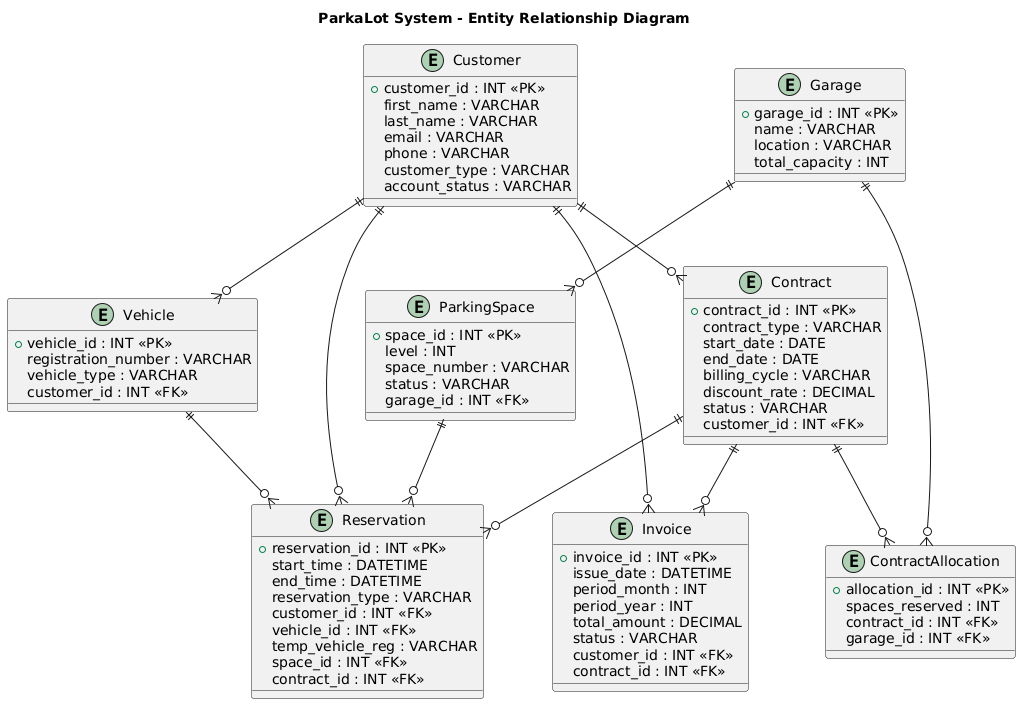 ParkaLot System - Entity Relationship Diagram
E Customer
customer_id : INT «PK»
first_name : VARCHAR
last_name : VARCHAR
email : VARCHAR
phone : VARCHAR
customer_type : VARCHAR
account_status : VARCHAR
E Garage
garage_id : INT «PK»
name : VARCHAR
location : VARCHAR
total_capacity : INT
E Vehicle
vehicle_id : INT «PK»
registration_number : VARCHAR
vehicle_type : VARCHAR
customer_id : INT «FK»
E ParkingSpace
space_id : INT «PK»
level : INT
space_number : VARCHAR
status : VARCHAR
garage_id : INT «FK»
E Contract
contract_id : INT «PK»
contract_type : VARCHAR
start_date : DATE
end_date : DATE
billing_cycle : VARCHAR
discount_rate : DECIMAL
status : VARCHAR
customer_id : INT «FK»
E Reservation
reservation_id : INT «PK»
start_time : DATETIME
end_time : DATETIME
reservation_type : VARCHAR
customer_id : INT «FK»
vehicle_id : INT «FK»
temp_vehicle_reg : VARCHAR
space_id : INT «FK»
contract_id : INT «FK»
E Invoice
invoice_id : INT «PK»
issue_date : DATETIME
period_month : INT
period_year : INT
total_amount : DECIMAL
status : VARCHAR
customer_id : INT «FK»
contract_id : INT «FK»
E ContractAllocation
allocation_id : INT «PK»
spaces_reserved : INT
contract_id : INT «FK»
garage_id : INT «FK»